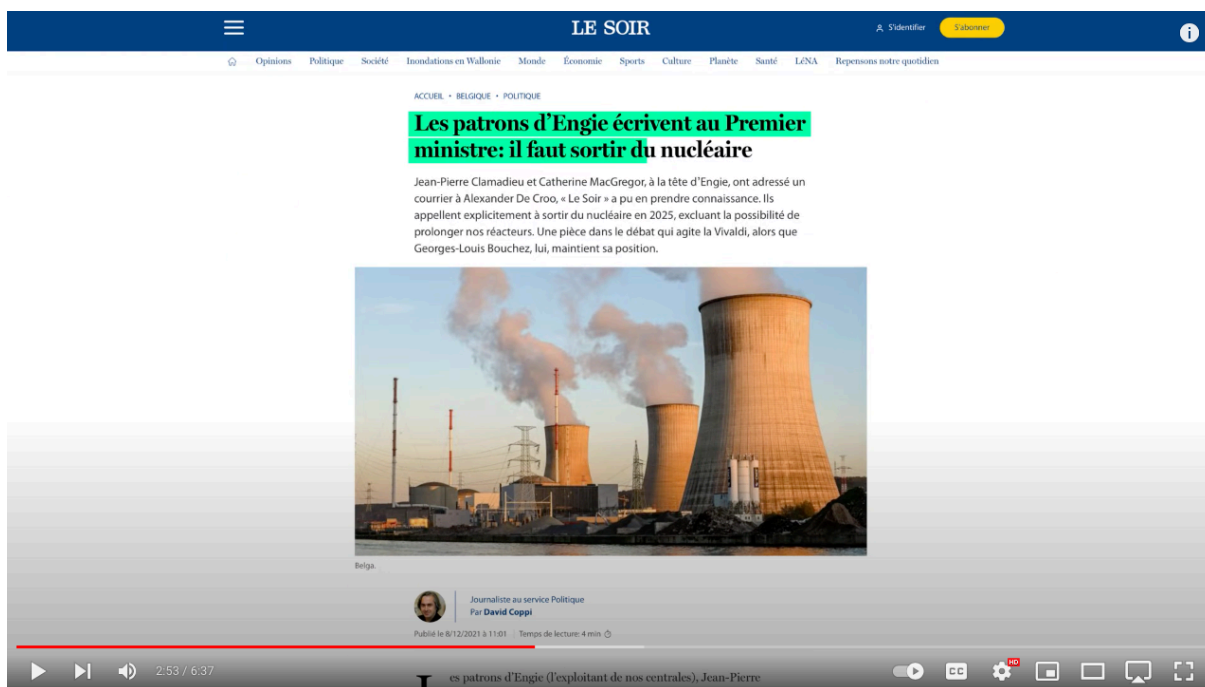 LE SOIR
S'identifier
S'abonner
Opinions Politique Société Inondations en Wallonie Monde Économie Sports Culture Planète Santé LéNA Repensons notre quotidien
ACCUEIL • BELGIQUE • POLITIQUE
Les patrons d'Engie écrivent au Premier
ministre: il faut sortir du nucléaire
Jean-Pierre Clamadieu et Catherine MacGregor, à la tête d'Engie, ont adressé un
courrier à Alexander De Croo, « Le Soir » a pu en prendre connaissance. Ils
appellent explicitement à sortir du nucléaire en 2025, excluant la possibilité de
prolonger nos réacteurs. Une pièce dans le débat qui agite la Vivaldi, alors que
Georges-Louis Bouchez, lui, maintient sa position.
Belga.
Journaliste au service Politique
Par David Coppi
Publié le 8/12/2021 à 11:01 | Temps de lecture: 4 min
es patrons d'Engie (l'exploitant de nos centrales), Jean-Pierre
2:53 / 6:37
CC
HD